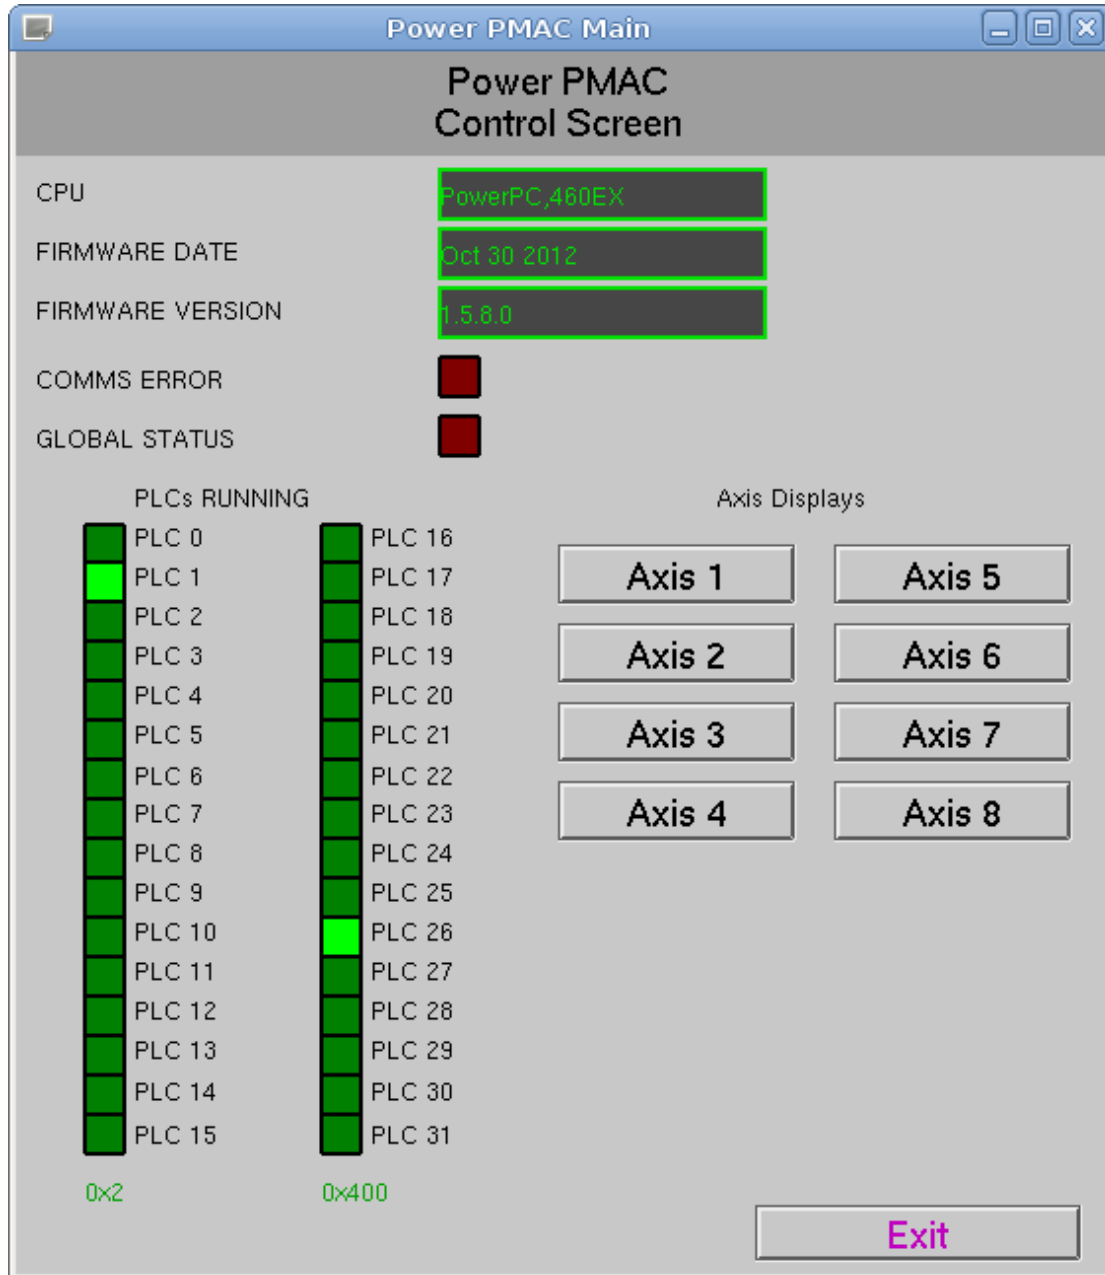 Power PMAC Main
Power PMAC
Control Screen
CPU
PowerPC,460EX
FIRMWARE DATE
Oct 30 2012
FIRMWARE VERSION
1.5.8.0
COMMS ERROR
GLOBAL STATUS
PLCs RUNNING
PLC 0
PLC 1
PLC 2
PLC 3
PLC 4
PLC 5
PLC 6
PLC 7
PLC 8
PLC 9
PLC 10
PLC 11
PLC 12
PLC 13
PLC 14
PLC 15
0x2
PLC 16
PLC 17
PLC 18
PLC 19
PLC 20
PLC 21
PLC 22
PLC 23
PLC 24
PLC 25
PLC 26
PLC 27
PLC 28
PLC 29
PLC 30
PLC 31
0x400
Axis Displays
Axis 1
Axis 2
Axis 3
Axis 4
Axis 5
Axis 6
Axis 7
Axis 8
Exit